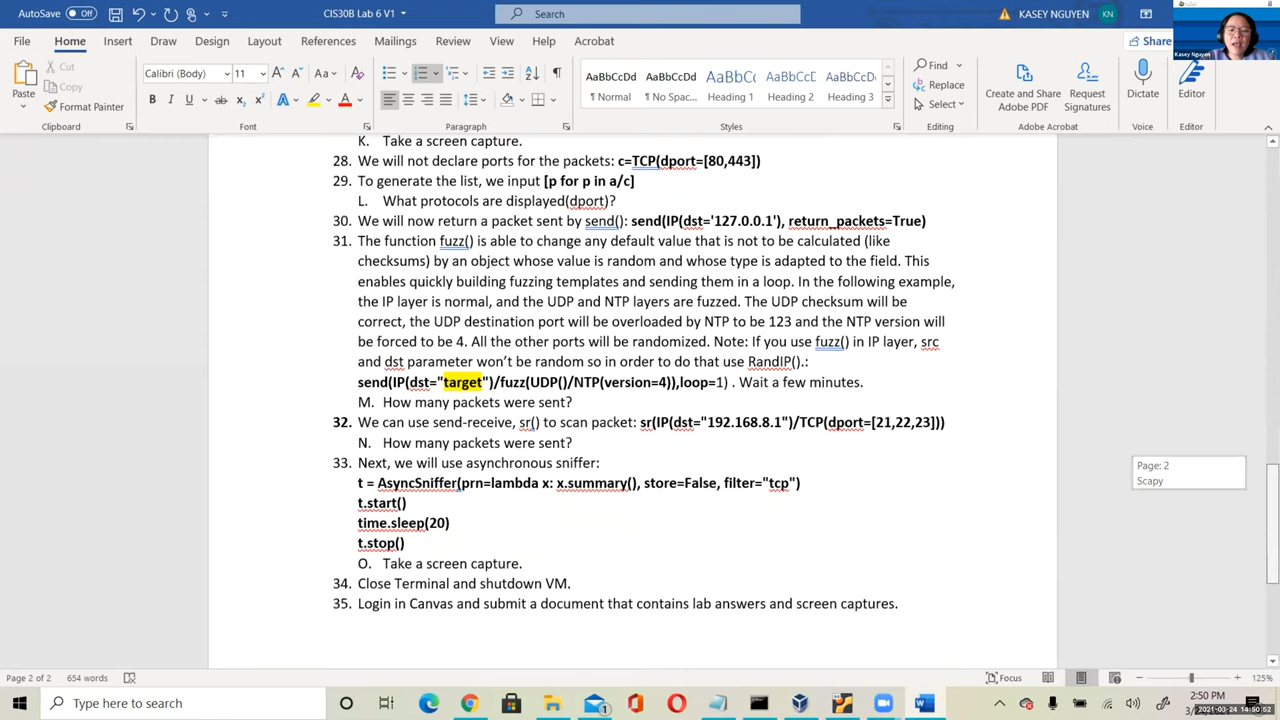 AutoSave Off CIS30B Lab 6 V1 Search KASEY NGUYEN KN
Kasey Nguyen
File Home Insert Draw Design Layout References Mailings Review View Help Acrobat Share
Paste Cut Copy Format Painter
Calibri (Body) 11
AaBbCcDd AaBbCcDd AaBbCc AaBbCcDd AaBbCcD
¶ Normal ¶ No Spac... Heading 1 Heading 2 Heading 3
Find Replace Select
Create and Share Adobe PDF Request Signatures Dictate Editor
Clipboard Font Paragraph Styles Editing Adobe Acrobat Voice Editor
K. Take a screen capture.
28. We will not declare ports for the packets: c=TCP(dport=[80,443])
29. To generate the list, we input [p for p in a/c]
L. What protocols are displayed(dport)?
30. We will now return a packet sent by send(): send(IP(dst='127.0.0.1'), return_packets=True)
31. The function fuzz() is able to change any default value that is not to be calculated (like
checksums) by an object whose value is random and whose type is adapted to the field. This
enables quickly building fuzzing templates and sending them in a loop. In the following example,
the IP layer is normal, and the UDP and NTP layers are fuzzed. The UDP checksum will be
correct, the UDP destination port will be overloaded by NTP to be 123 and the NTP version will
be forced to be 4. All the other ports will be randomized. Note: If you use fuzz() in IP layer, src
and dst parameter won't be random so in order to do that use RandIP().:
send(IP(dst="target")/fuzz(UDP()/NTP(version=4)),loop=1) . Wait a few minutes.
M. How many packets were sent?
32. We can use send-receive, sr() to scan packet: sr(IP(dst="192.168.8.1")/TCP(dport=[21,22,23]))
N. How many packets were sent?
33. Next, we will use asynchronous sniffer:
t = AsyncSniffer(prn=lambda x: x.summary(), store=False, filter="tcp")
t.start()
time.sleep(20)
t.stop()
O. Take a screen capture.
34. Close Terminal and shutdown VM.
35. Login in Canvas and submit a document that contains lab answers and screen captures.
Page: 2
Scapy
Page 2 of 2 654 words Focus 125%
Type here to search
2:50 PM
2021-03-24 14:50:52